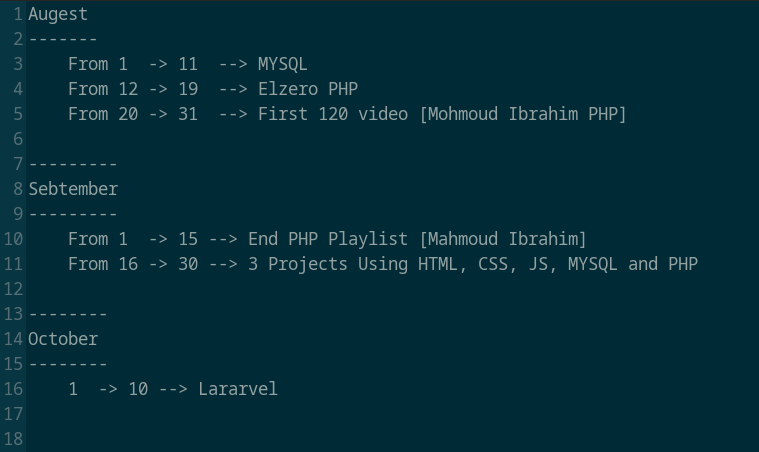 1 Augest
2 -------
3 From 1 -> 11 --> MYSQL
4 From 12 -> 19 --> Elzero PHP
5 From 20 -> 31 --> First 120 video [Mohmoud Ibrahim PHP]
6
7 ---------
8 Sebtember
9 ---------
10 From 1 -> 15 --> End PHP Playlist [Mahmoud Ibrahim]
11 From 16 -> 30 --> 3 Projects Using HTML, CSS, JS, MYSQL and PHP
12
13 --------
14 October
15 --------
16 1 -> 10 --> Lararvel
17
18